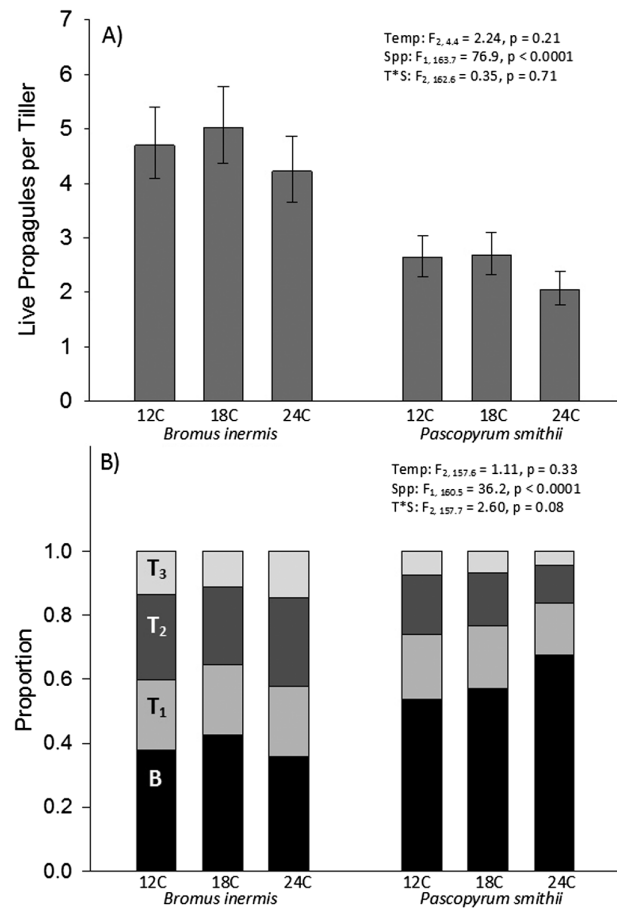 A)
Temp: F2, 4.4 = 2.24, p = 0.21
Spp: F1, 163.7 = 76.9, p < 0.0001
T*S: F2, 162.6 = 0.35, p = 0.71
Live Propagules per Tiller
7
6
5
4
3
2
1
0
12C 18C 24C 12C 18C 24C
Bromus inermis Pascopyrum smithii
B)
Temp: F2, 157.6 = 1.11, p = 0.33
Spp: F1, 160.5 = 36.2, p < 0.0001
T*S: F2, 157.7 = 2.60, p = 0.08
Proportion
1.0
0.8
0.6
0.4
0.2
0.0
T3
T2
T1
B
12C 18C 24C 12C 18C 24C
Bromus inermis Pascopyrum smithii